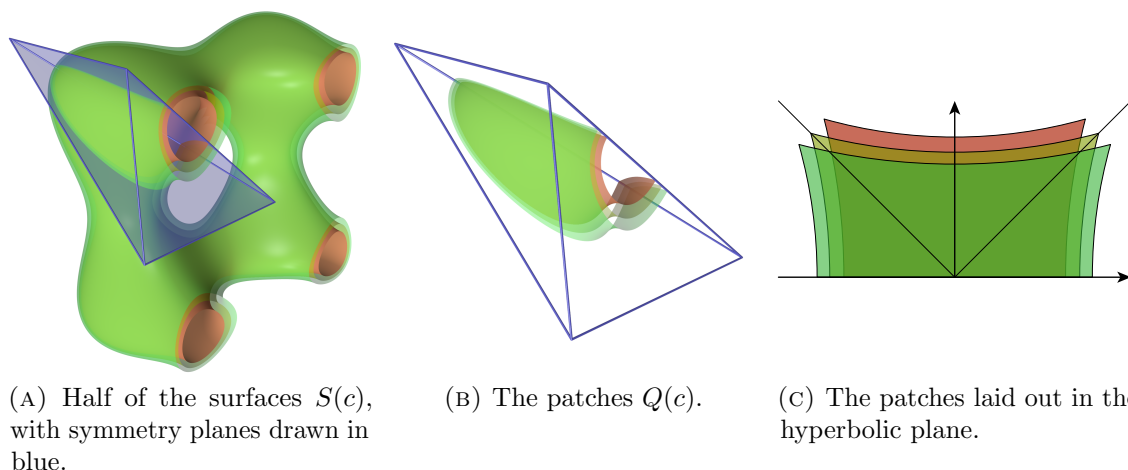 (A) Half of the surfaces S(c),
with symmetry planes drawn in
blue.
(B) The patches Q(c).
(C) The patches laid out in the
hyperbolic plane.